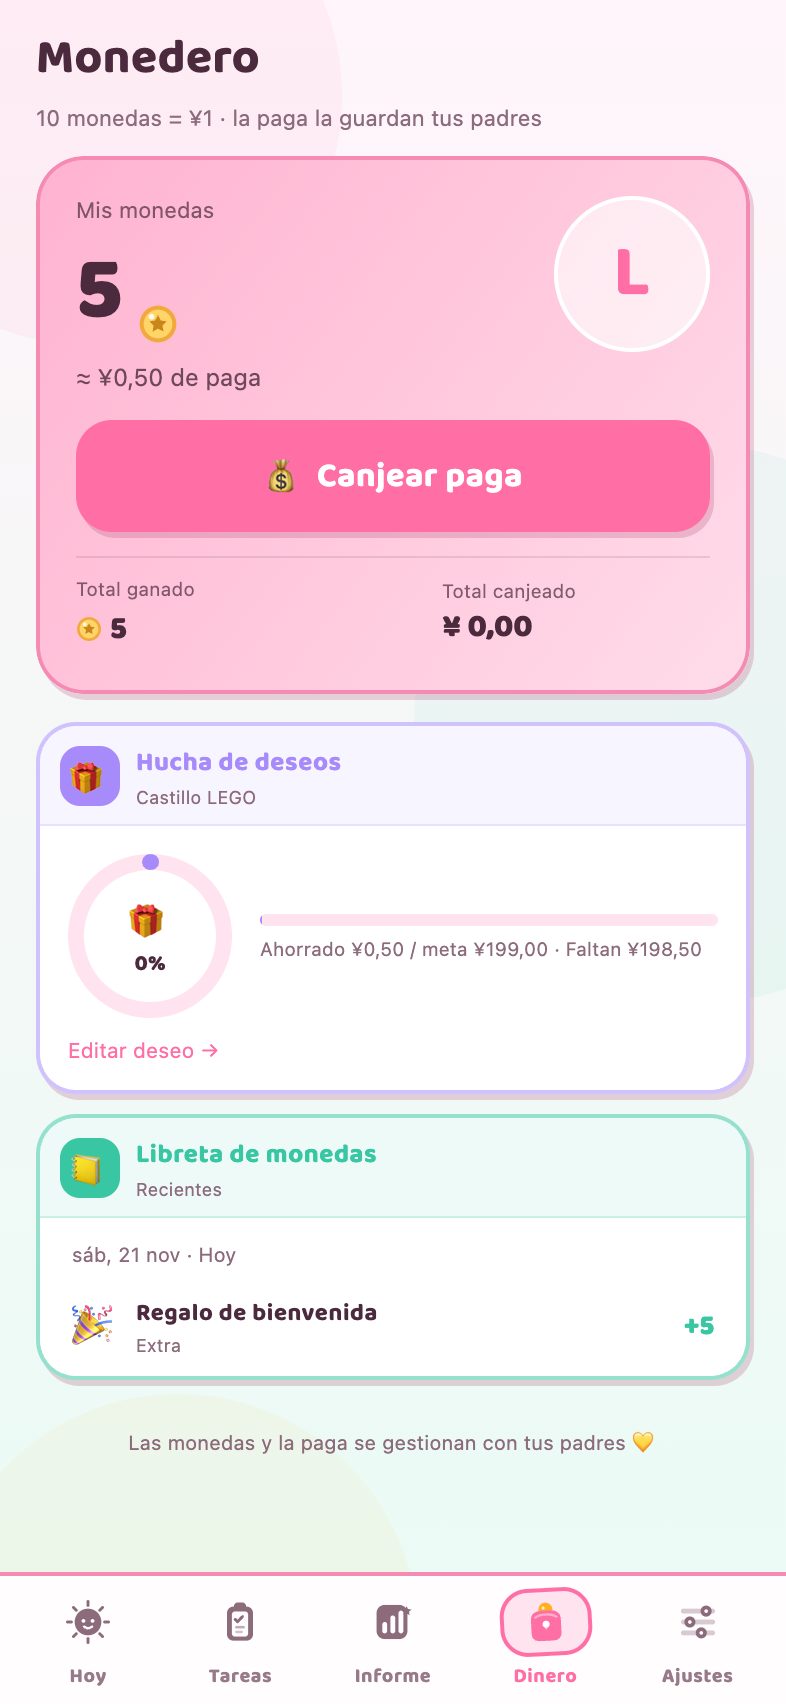 Monedero
10 monedas = ¥1 · la paga la guardan tus padres
Mis monedas
L
5
≈ ¥0,50 de paga
Canjear paga
Total ganado
5
Total canjeado
¥ 0,00
Hucha de deseos
Castillo LEGO
0%
Ahorrado ¥0,50 / meta ¥199,00 · Faltan ¥198,50
Editar deseo →
Libreta de monedas
Recientes
sáb, 21 nov · Hoy
Regalo de bienvenida
+5
Extra
Las monedas y la paga se gestionan con tus padres 💛
Hoy
Tareas
Informe
Dinero
Ajustes